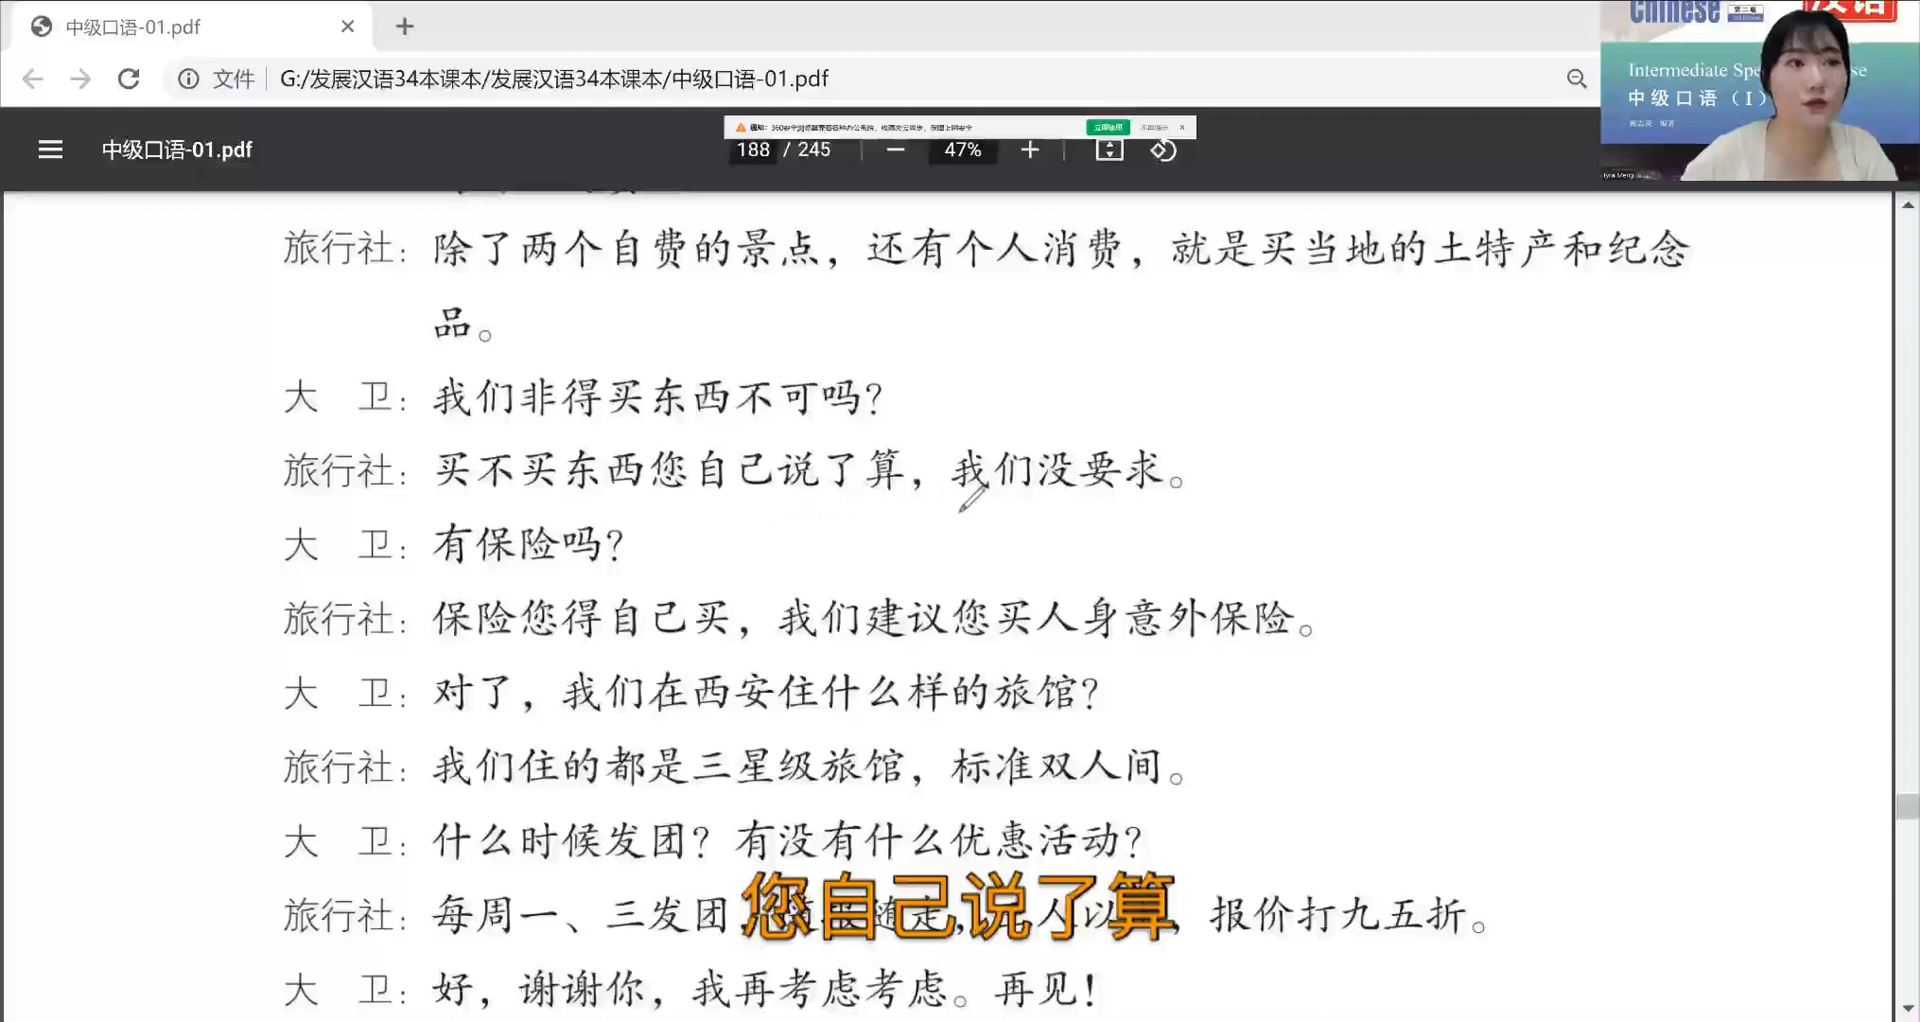 中级口语-01.pdf
文件
G:/发展汉语34本课本/发展汉语34本课本/中级口语-01.pdf
Chinese
第二版
汉语
Intermediate Spe se
中级口语（I）
中级口语-01.pdf
188 / 245
47%
立即使用
旅行社：除了两个自费的景点，还有个人消费，就是买当地的土特产和纪念
品。
大 卫：我们非得买东西不可吗？
旅行社：买不买东西您自己说了算，我们没要求。
大 卫：有保险吗？
旅行社：保险您得自己买，我们建议您买人身意外保险。
大 卫：对了，我们在西安住什么样的旅馆？
旅行社：我们住的都是三星级旅馆，标准双人间。
大 卫：什么时候发团？有没有什么优惠活动？
旅行社：每周一、三发团 ，报价打九五折。
您自己说了算
大 卫：好，谢谢你，我再考虑考虑。再见！